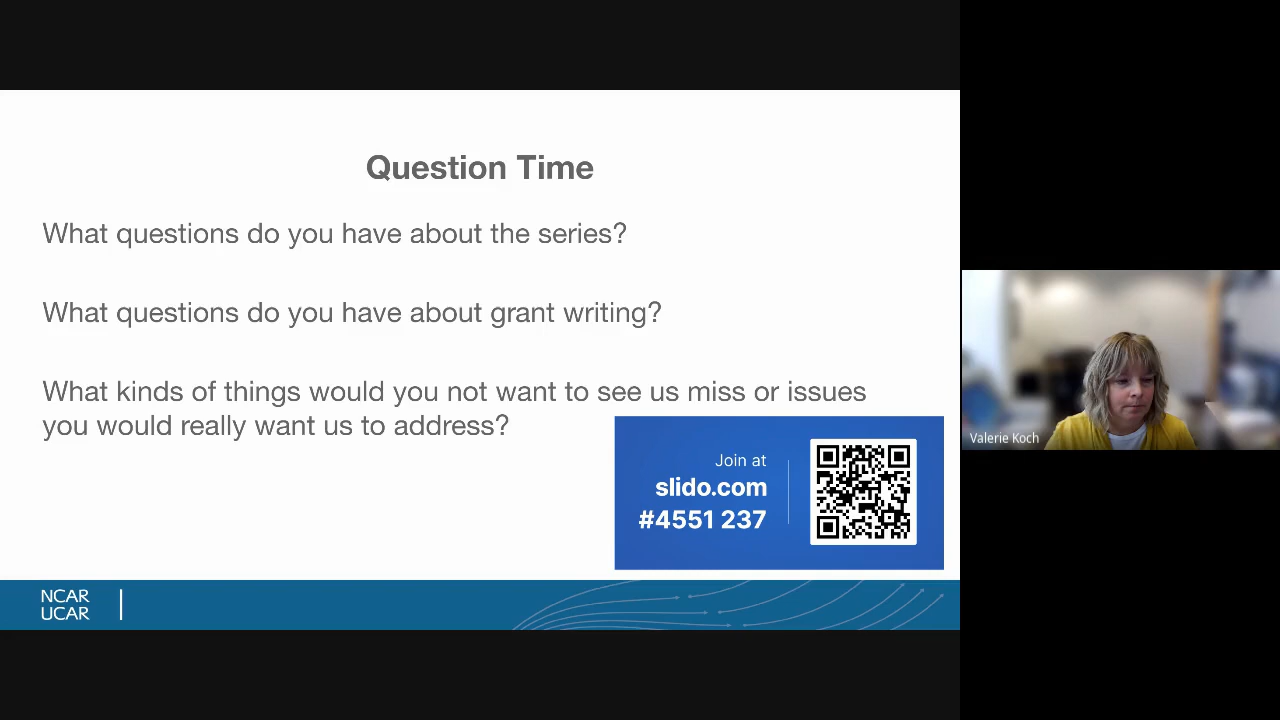 Question Time
What questions do you have about the series?
What questions do you have about grant writing?
What kinds of things would you not want to see us miss or issues
you would really want us to address?
Join at
slido.com
#4551 237
NCAR
UCAR
Valerie Koch